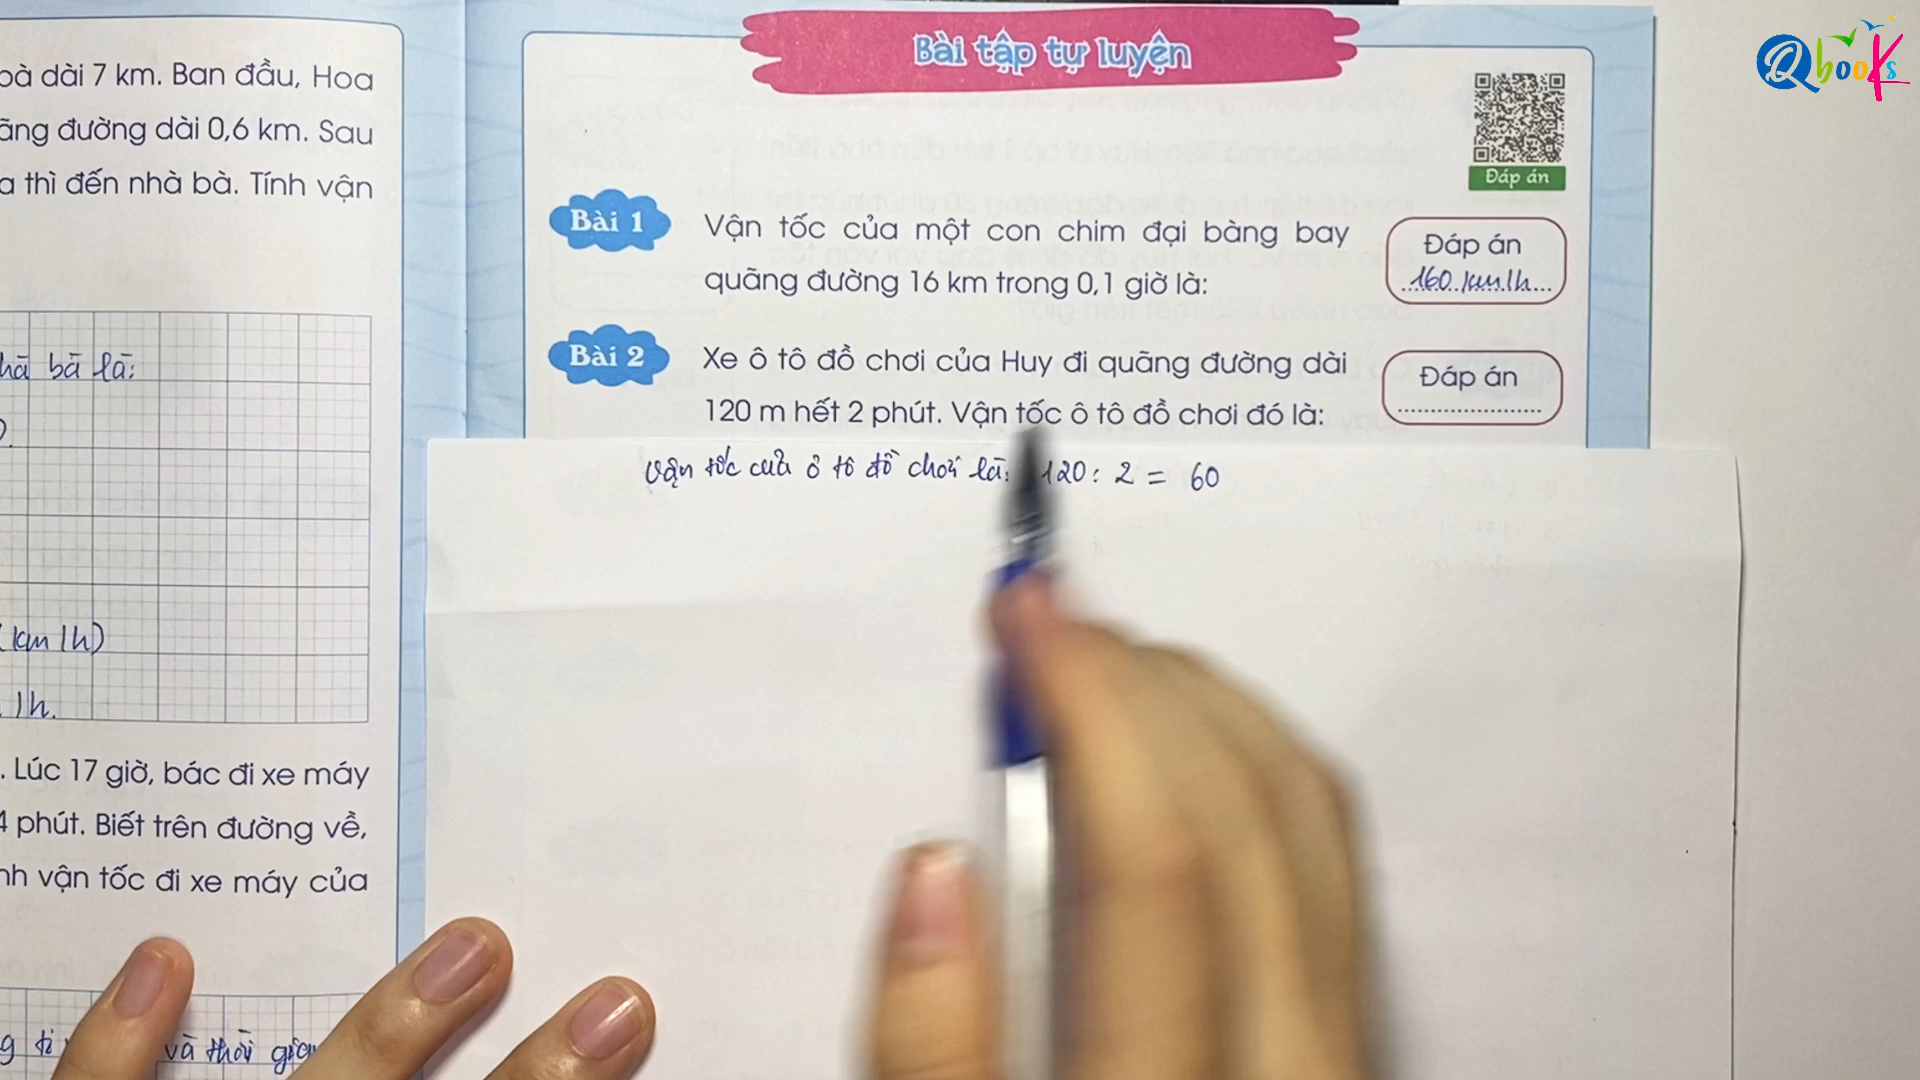 Qbooks
bà dài 7 km. Ban đầu, Hoa
ãng đường dài 0,6 km. Sau
a thì đến nhà bà. Tính vận
hà bà là:
(km/h)
/h.
. Lúc 17 giờ, bác đi xe máy
4 phút. Biết trên đường về,
nh vận tốc đi xe máy của
và thời
Bài tập tự luyện
Đáp án
Bài 1
Vận tốc của một con chim đại bàng bay
quãng đường 16 km trong 0,1 giờ là:
Đáp án
160 km/h
Bài 2
Xe ô tô đồ chơi của Huy đi quãng đường dài
120 m hết 2 phút. Vận tốc ô tô đồ chơi đó là:
Đáp án
Vận tốc của ô tô đồ chơi là: 120 : 2 = 60